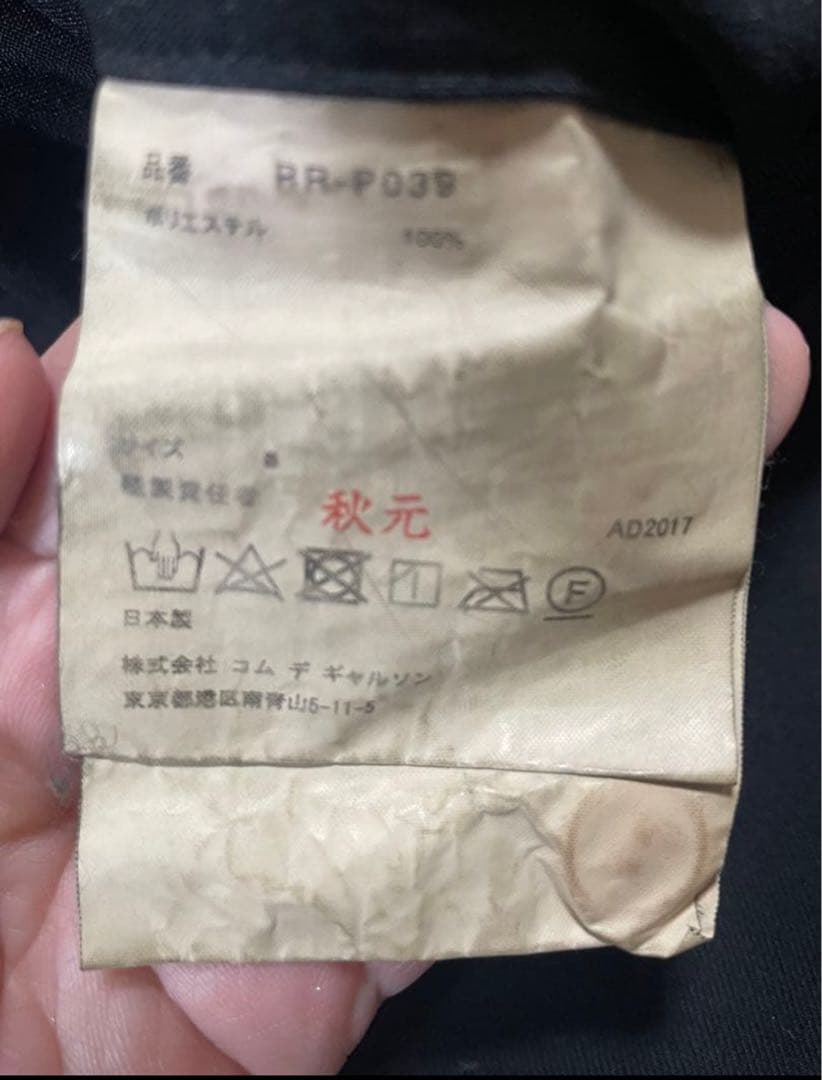 品番 RR-P039
ポリエステル 100%
サイズ S
縫製責任者 秋元
AD2017
F
日本製
株式会社 コム デ ギャルソン
東京都港区南青山5-11-5